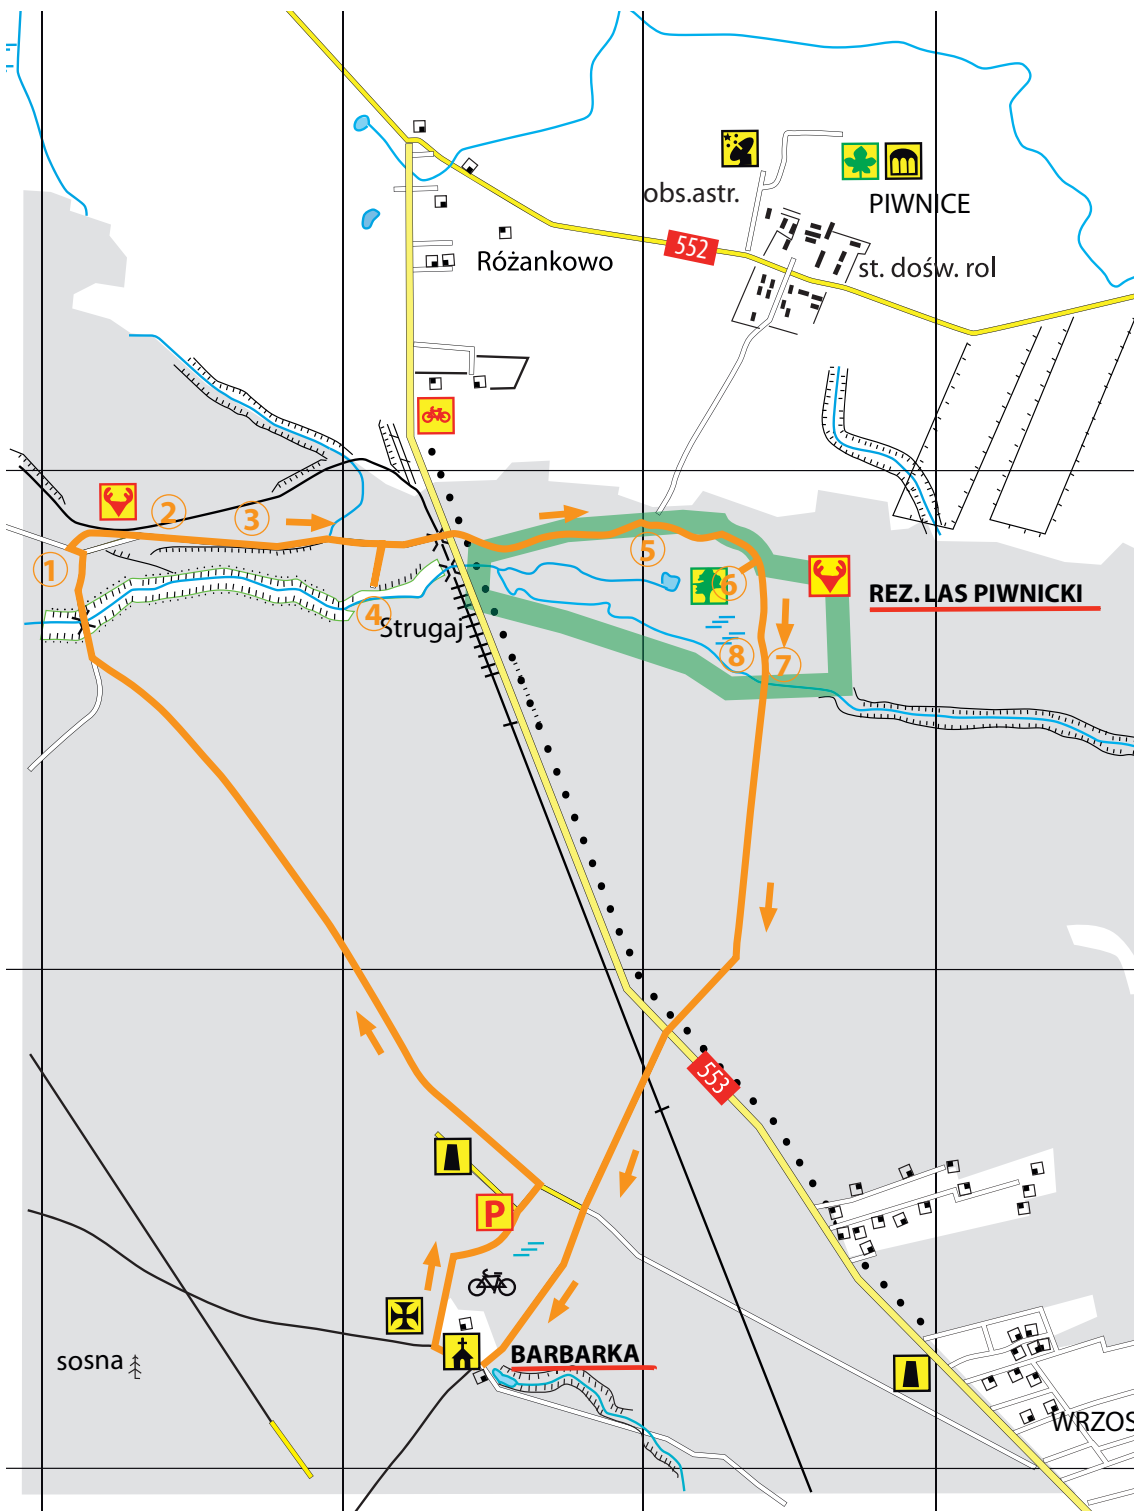 obs.astr.
PIWNICE
552
Różankowo
st. dośw. rol
2
3
5
1
6
REZ. LAS PIWNICKI
4
Strugaj
8
7
553
P
sosna
BARBARKA
WRZOS